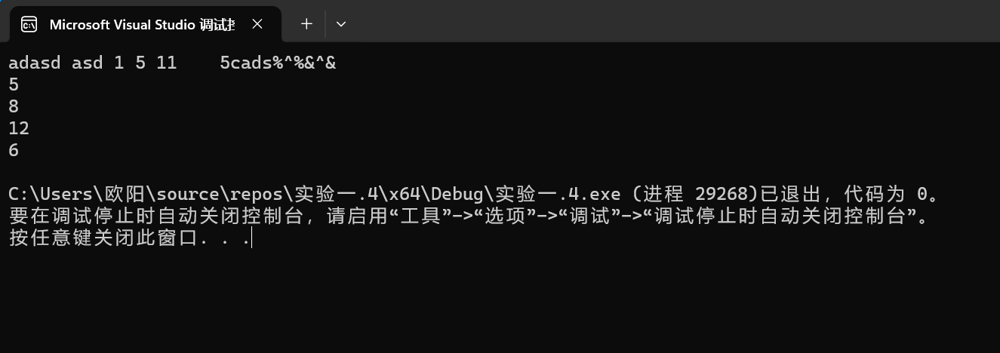 Microsoft Visual Studio 调试
adasd asd 1 5 11    5cads%^%&^&
5
8
12
6
C:\Users\欧阳\source\repos\实验一.4\x64\Debug\实验一.4.exe (进程 29268)已退出，代码为 0。
要在调试停止时自动关闭控制台，请启用“工具”->“选项”->“调试”->“调试停止时自动关闭控制台”。
按任意键关闭此窗口. . .